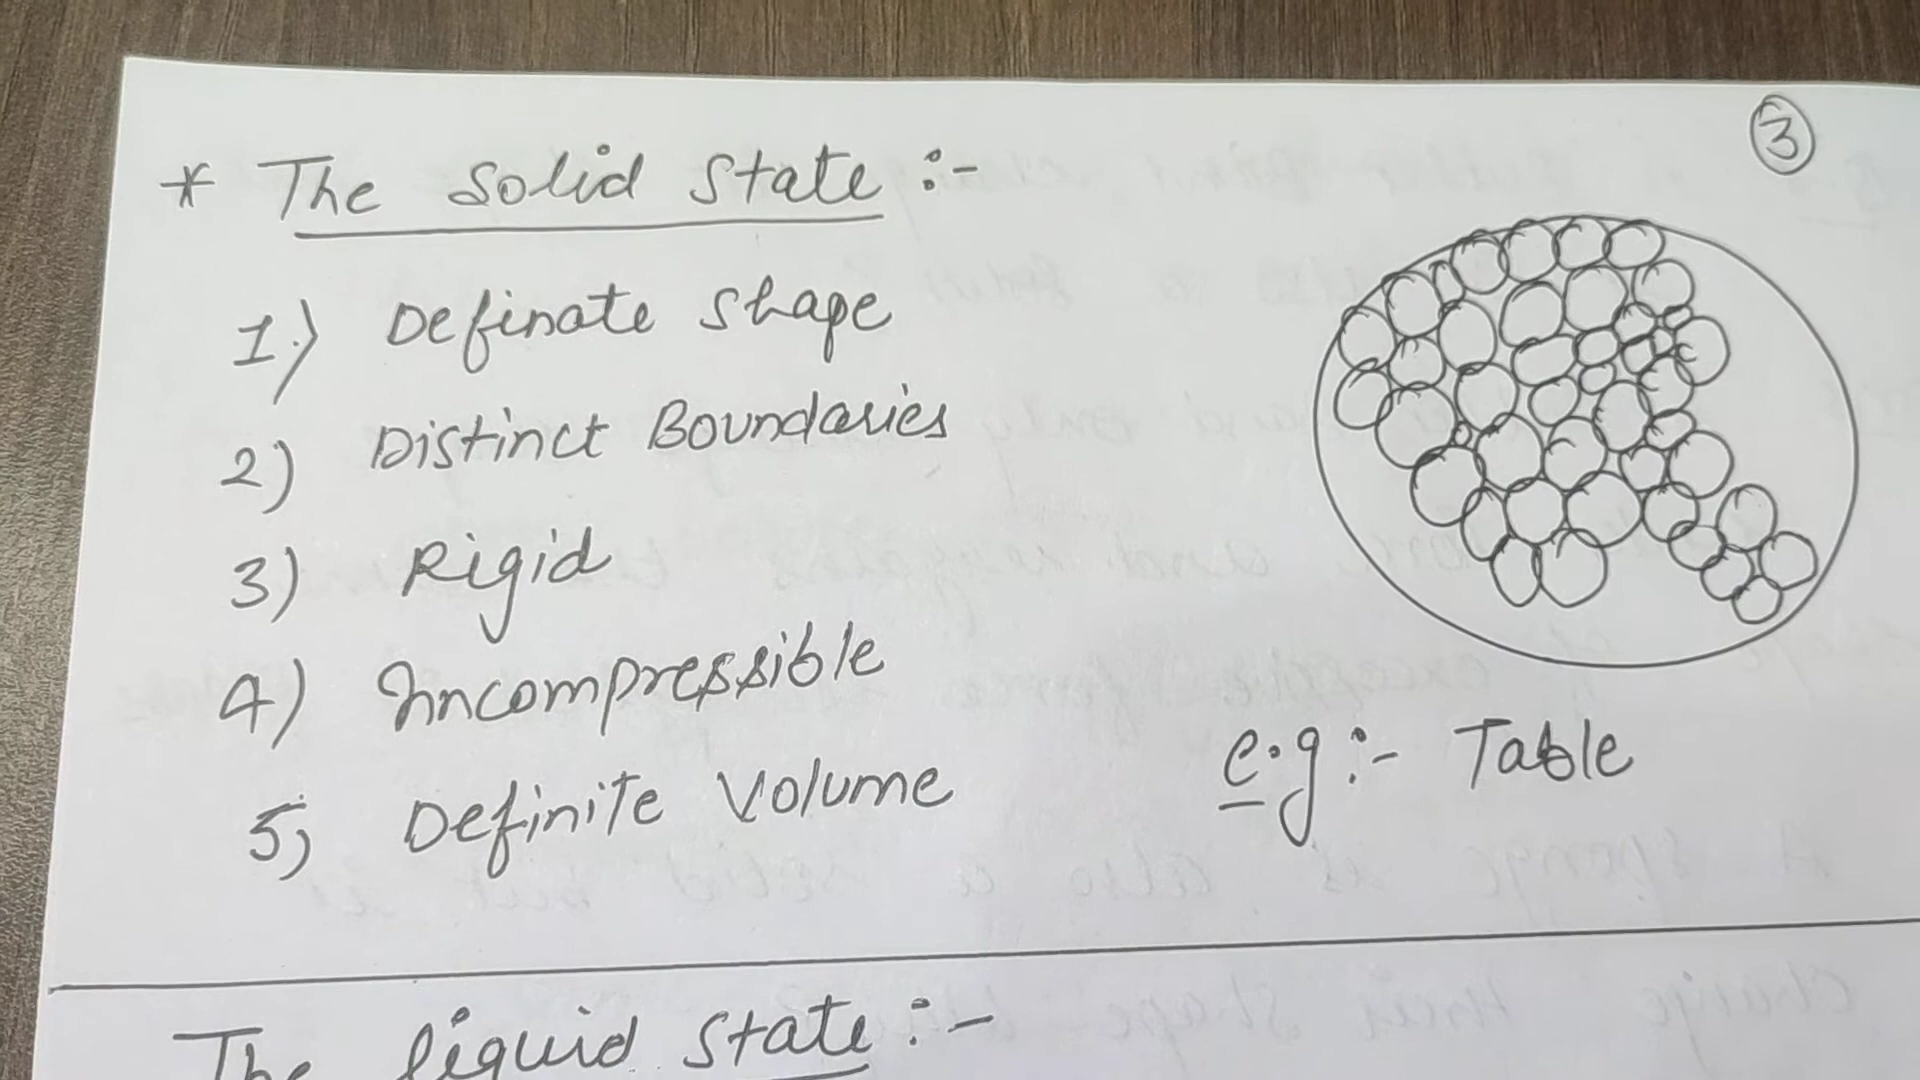 3
* The Solid State :-
1.) Definate Shape
2) Distinct Boundaries
3) Rigid
4) Incompressible
5) Definite Volume
e.g :- Table
The liquid state :-